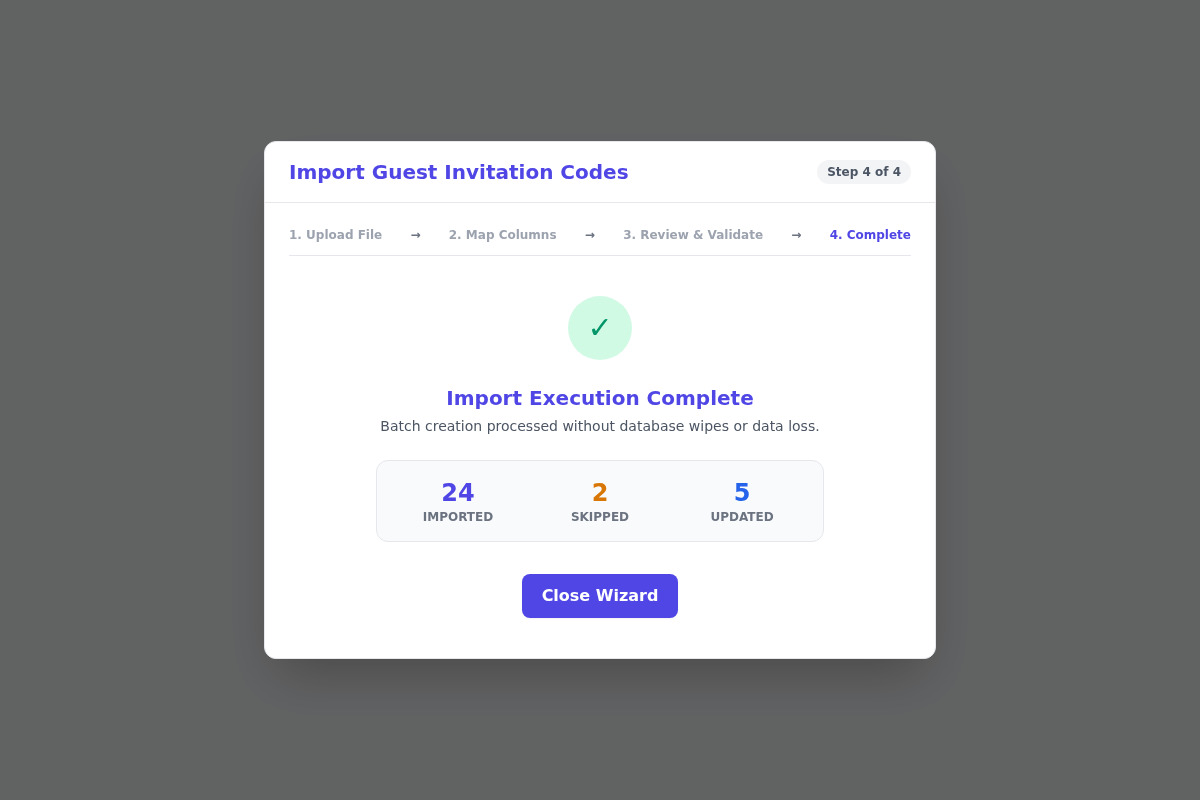 Import Guest Invitation Codes
Step 4 of 4
1. Upload File → 2. Map Columns → 3. Review & Validate → 4. Complete
✓
Import Execution Complete
Batch creation processed without database wipes or data loss.
24 2 5
IMPORTED SKIPPED UPDATED
Close Wizard